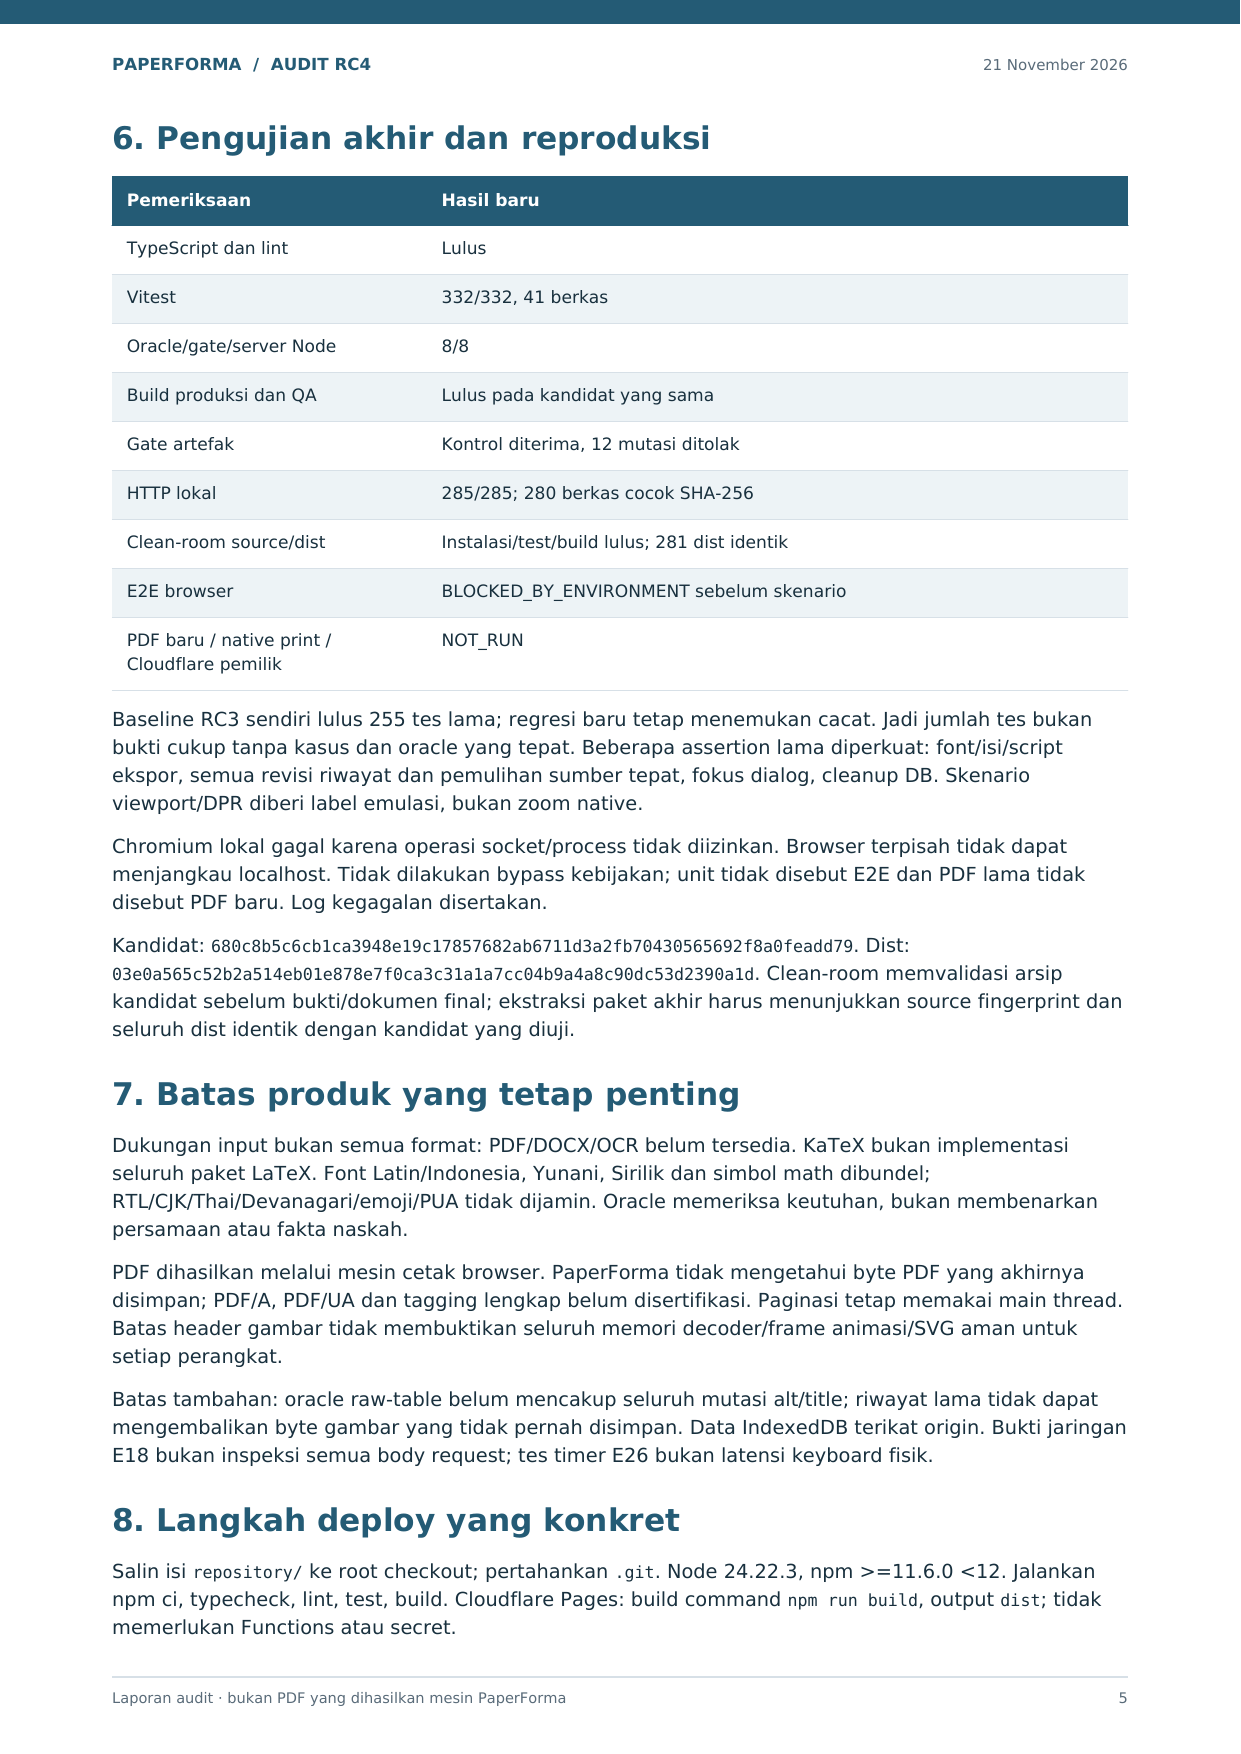 PAPERFORMA / AUDIT RC4
21 November 2026
6. Pengujian akhir dan reproduksi
Pemeriksaan Hasil baru
TypeScript dan lint Lulus
Vitest 332/332, 41 berkas
Oracle/gate/server Node 8/8
Build produksi dan QA Lulus pada kandidat yang sama
Gate artefak Kontrol diterima, 12 mutasi ditolak
HTTP lokal 285/285; 280 berkas cocok SHA-256
Clean-room source/dist Instalasi/test/build lulus; 281 dist identik
E2E browser BLOCKED_BY_ENVIRONMENT sebelum skenario
PDF baru / native print / NOT_RUN
Cloudflare pemilik
Baseline RC3 sendiri lulus 255 tes lama; regresi baru tetap menemukan cacat. Jadi jumlah tes bukan
bukti cukup tanpa kasus dan oracle yang tepat. Beberapa assertion lama diperkuat: font/isi/script
ekspor, semua revisi riwayat dan pemulihan sumber tepat, fokus dialog, cleanup DB. Skenario
viewport/DPR diberi label emulasi, bukan zoom native.
Chromium lokal gagal karena operasi socket/process tidak diizinkan. Browser terpisah tidak dapat
menjangkau localhost. Tidak dilakukan bypass kebijakan; unit tidak disebut E2E dan PDF lama tidak
disebut PDF baru. Log kegagalan disertakan.
Kandidat: 680c8b5c6cb1ca3948e19c17857682ab6711d3a2fb70430565692f8a0feadd79. Dist:
03e0a565c52b2a514eb01e878e7f0ca3c31a1a7cc04b9a4a8c90dc53d2390a1d. Clean-room memvalidasi arsip
kandidat sebelum bukti/dokumen final; ekstraksi paket akhir harus menunjukkan source fingerprint dan
seluruh dist identik dengan kandidat yang diuji.
7. Batas produk yang tetap penting
Dukungan input bukan semua format: PDF/DOCX/OCR belum tersedia. KaTeX bukan implementasi
seluruh paket LaTeX. Font Latin/Indonesia, Yunani, Sirilik dan simbol math dibundel;
RTL/CJK/Thai/Devanagari/emoji/PUA tidak dijamin. Oracle memeriksa keutuhan, bukan membenarkan
persamaan atau fakta naskah.
PDF dihasilkan melalui mesin cetak browser. PaperForma tidak mengetahui byte PDF yang akhirnya
disimpan; PDF/A, PDF/UA dan tagging lengkap belum disertifikasi. Paginasi tetap memakai main thread.
Batas header gambar tidak membuktikan seluruh memori decoder/frame animasi/SVG aman untuk
setiap perangkat.
Batas tambahan: oracle raw-table belum mencakup seluruh mutasi alt/title; riwayat lama tidak dapat
mengembalikan byte gambar yang tidak pernah disimpan. Data IndexedDB terikat origin. Bukti jaringan
E18 bukan inspeksi semua body request; tes timer E26 bukan latensi keyboard fisik.
8. Langkah deploy yang konkret
Salin isi repository/ ke root checkout; pertahankan .git. Node 24.22.3, npm >=11.6.0 <12. Jalankan
npm ci, typecheck, lint, test, build. Cloudflare Pages: build command npm run build, output dist; tidak
memerlukan Functions atau secret.
Laporan audit · bukan PDF yang dihasilkan mesin PaperForma
5